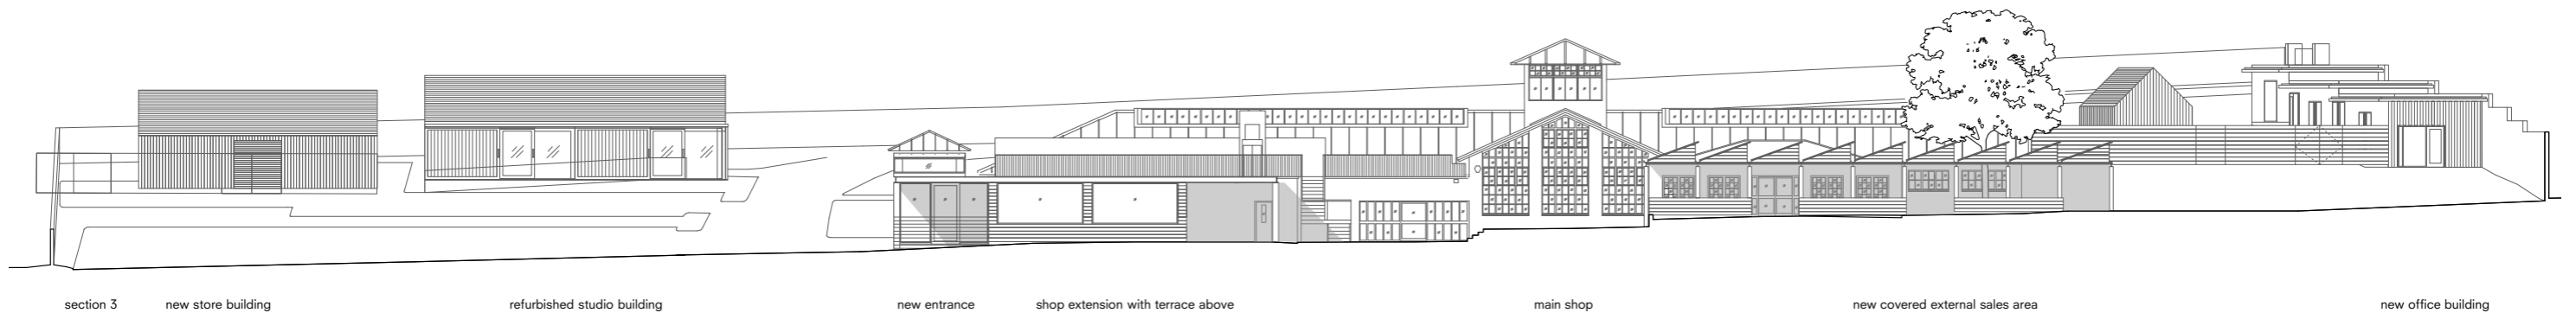 section 3 new store building refurbished studio building new entrance shop extension with terrace above main shop new covered external sales area new office building